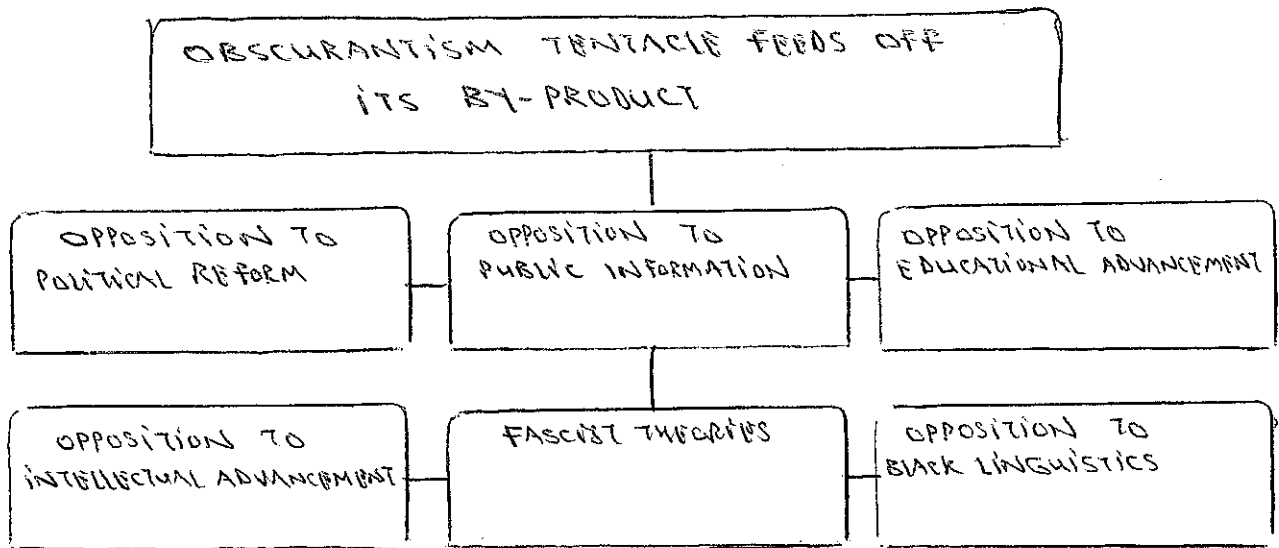 OBSCURANTISM TENTACLE FEEDS OFF
ITS BY-PRODUCT
OPPOSITION TO
POLITICAL REFORM
OPPOSITION TO
PUBLIC INFORMATION
OPPOSITION TO
EDUCATIONAL ADVANCEMENT
OPPOSITION TO
INTELLECTUAL ADVANCEMENT
FASCIST THEORIES
OPPOSITION TO
BLACK LINGUISTICS